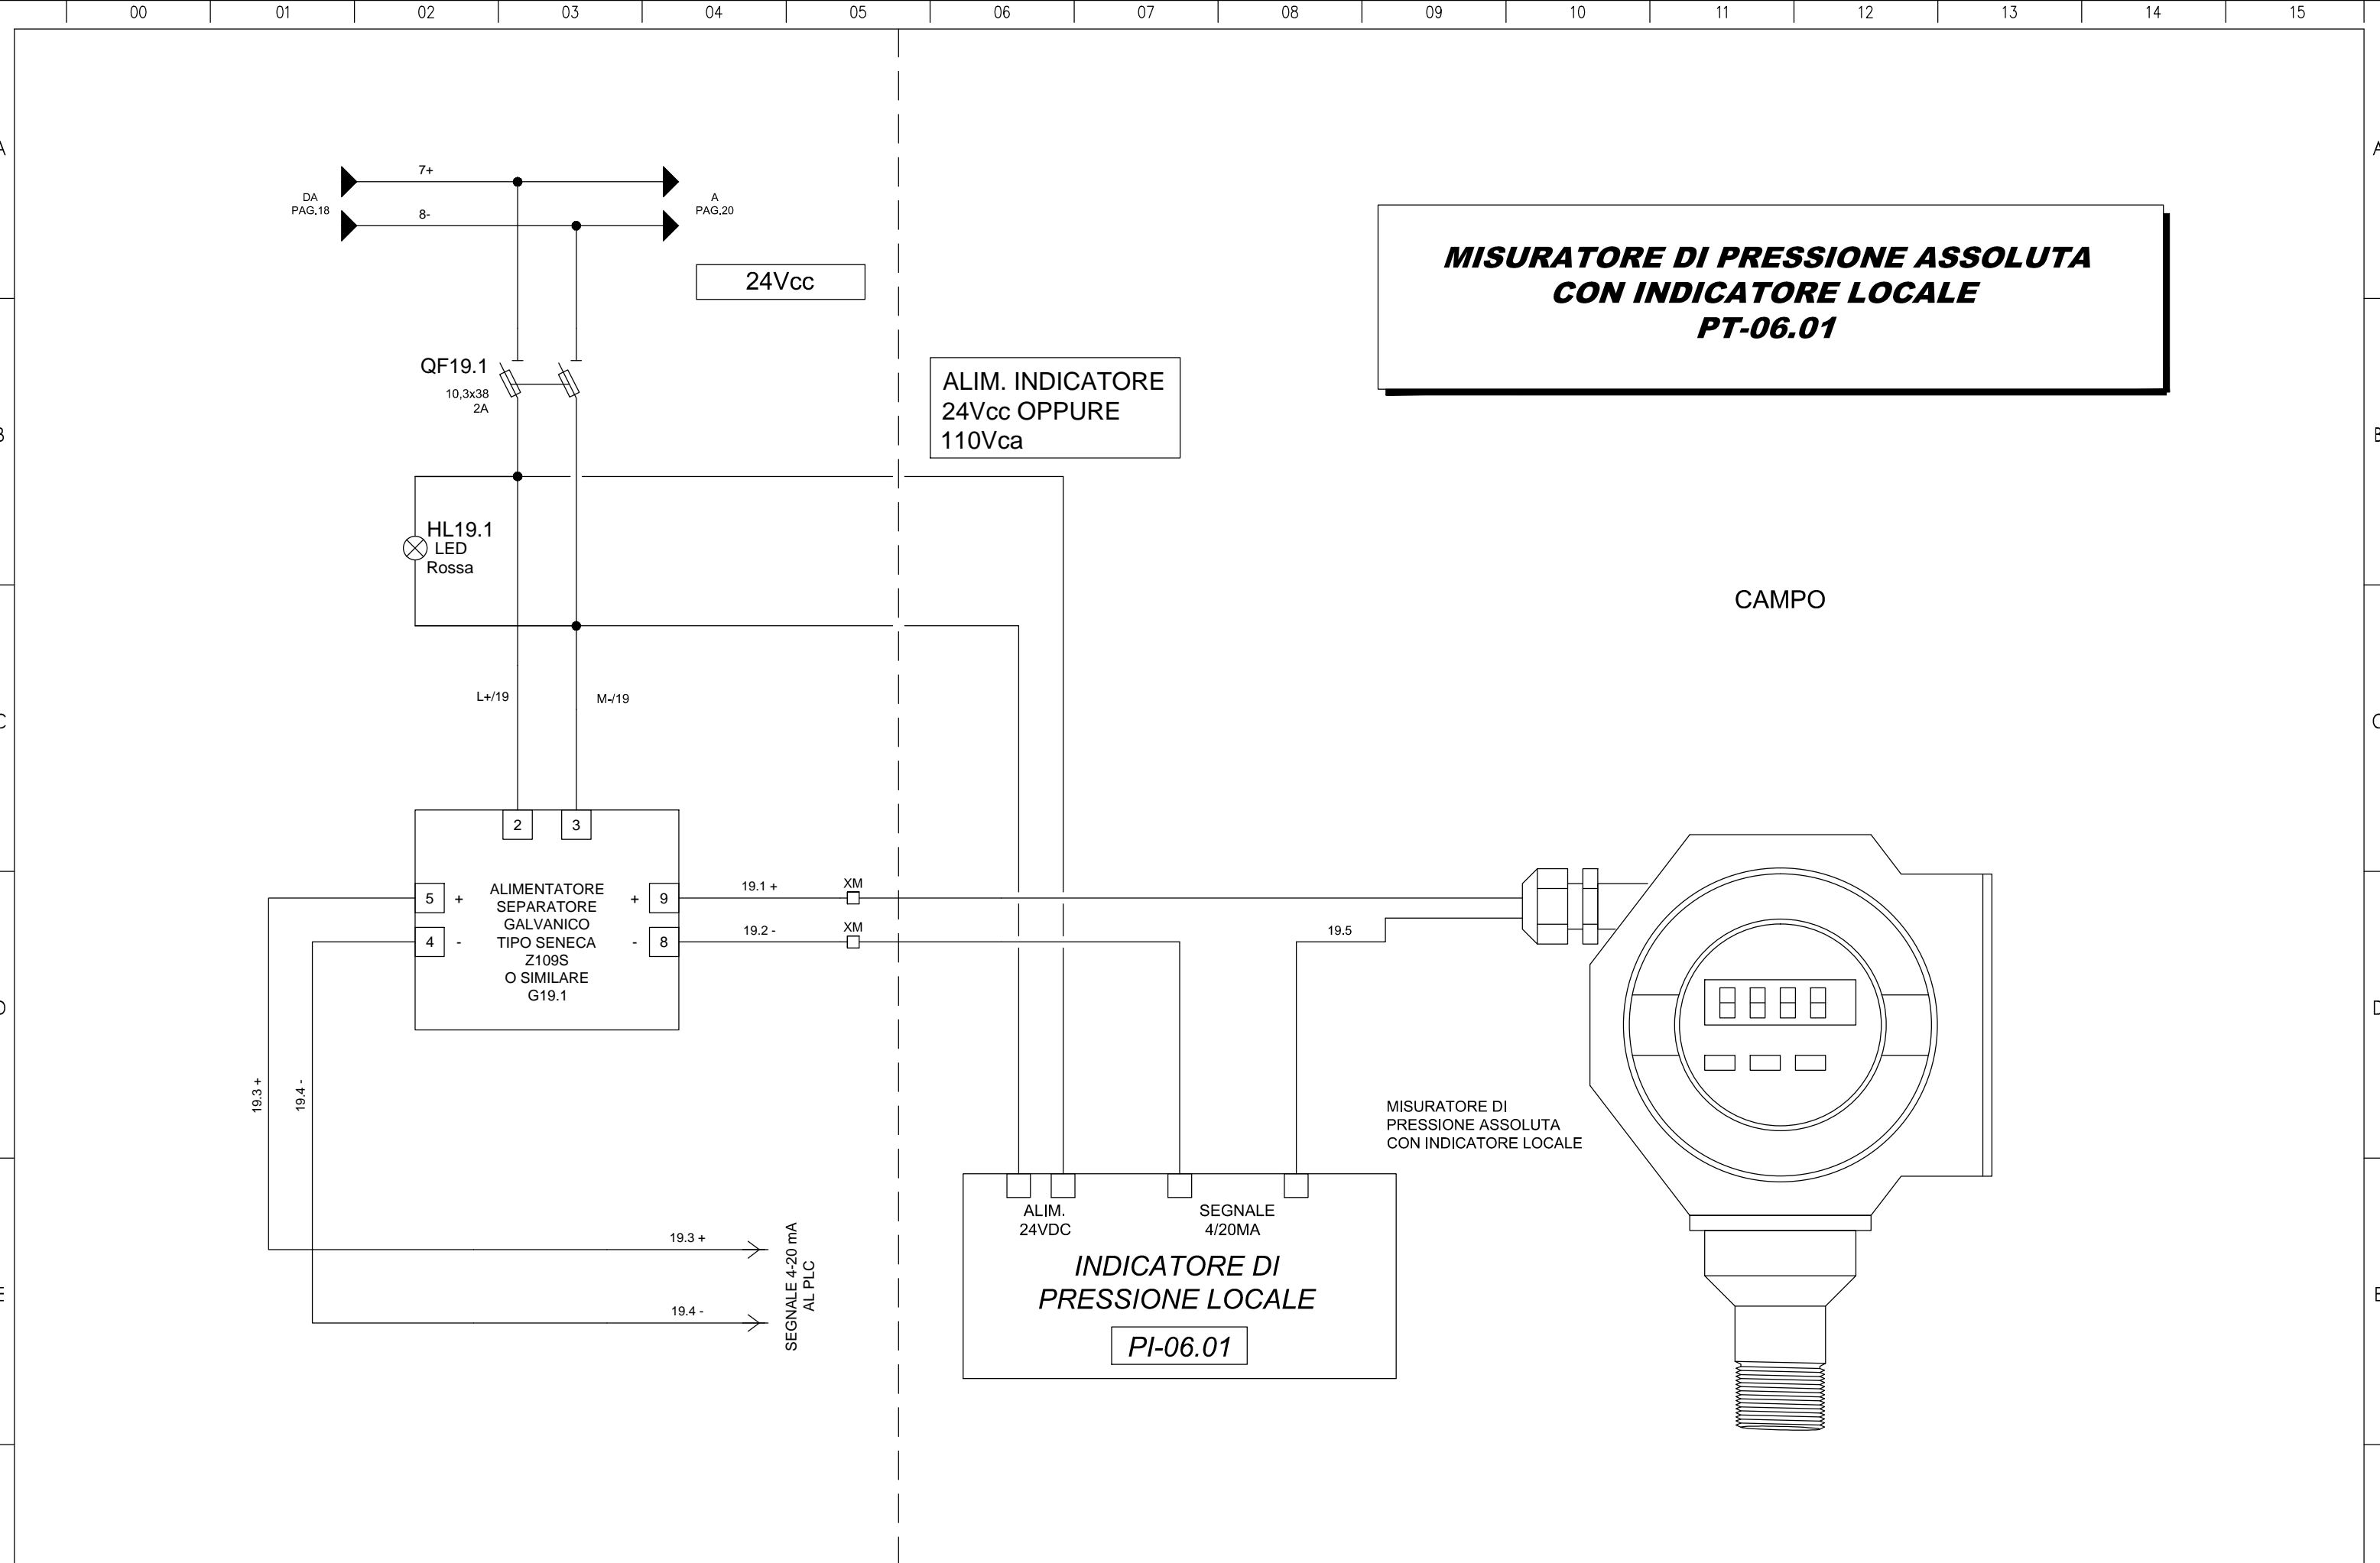 00 01 02 03 04 05 06 07 08 09 10 11 12 13 14 15
A
A
7+
DA
PAG.18
8-
A
PAG.20
24Vcc
MISURATORE DI PRESSIONE ASSOLUTA
CON INDICATORE LOCALE
PT-06.01
QF19.1
10,3x38
2A
ALIM. INDICATORE
24Vcc OPPURE
110Vca
B
B
HL19.1
LED
Rossa
CAMPO
L+/19
M-/19
C
C
2 3
5 +
4 -
ALIMENTATORE
SEPARATORE
GALVANICO
TIPO SENECA
Z109S
O SIMILARE
G19.1
+ 9
- 8
19.1 +
XM
19.2 -
XM
19.5
D
D
19.3 +
19.4 -
MISURATORE DI
PRESSIONE ASSOLUTA
CON INDICATORE LOCALE
19.3 +
19.4 -
SEGNALE 4-20 mA
AL PLC
ALIM.
24VDC
SEGNALE
4/20MA
INDICATORE DI
PRESSIONE LOCALE
PI-06.01
E
E